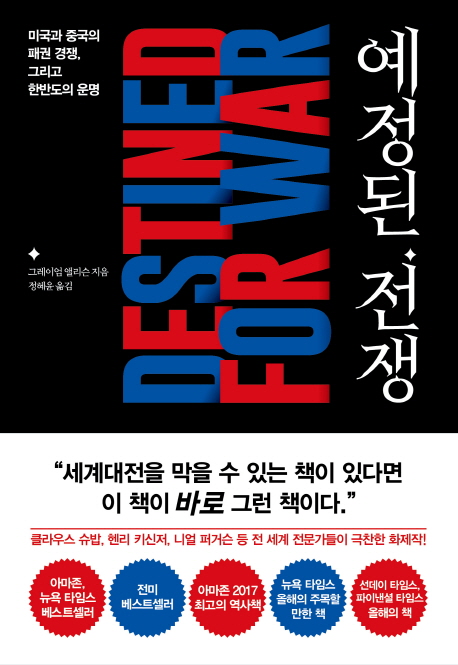 미국과 중국의
패권 경쟁,
그리고
한반도의 운명
DESTINED
FOR WAR
예정된 전쟁
그레이엄 앨리슨 지음
정혜윤 옮김
“세계대전을 막을 수 있는 책이 있다면
이 책이 바로 그런 책이다.”
클라우스 슈밥, 헨리 키신저, 니얼 퍼거슨 등 전 세계 전문가들이 극찬한 화제작!
아마존,
뉴욕 타임스
베스트셀러
전미
베스트셀러
아마존 2017
최고의 역사책
뉴욕 타임스
올해의 주목할
만한 책
선데이 타임스,
파이낸셜 타임스
올해의 책